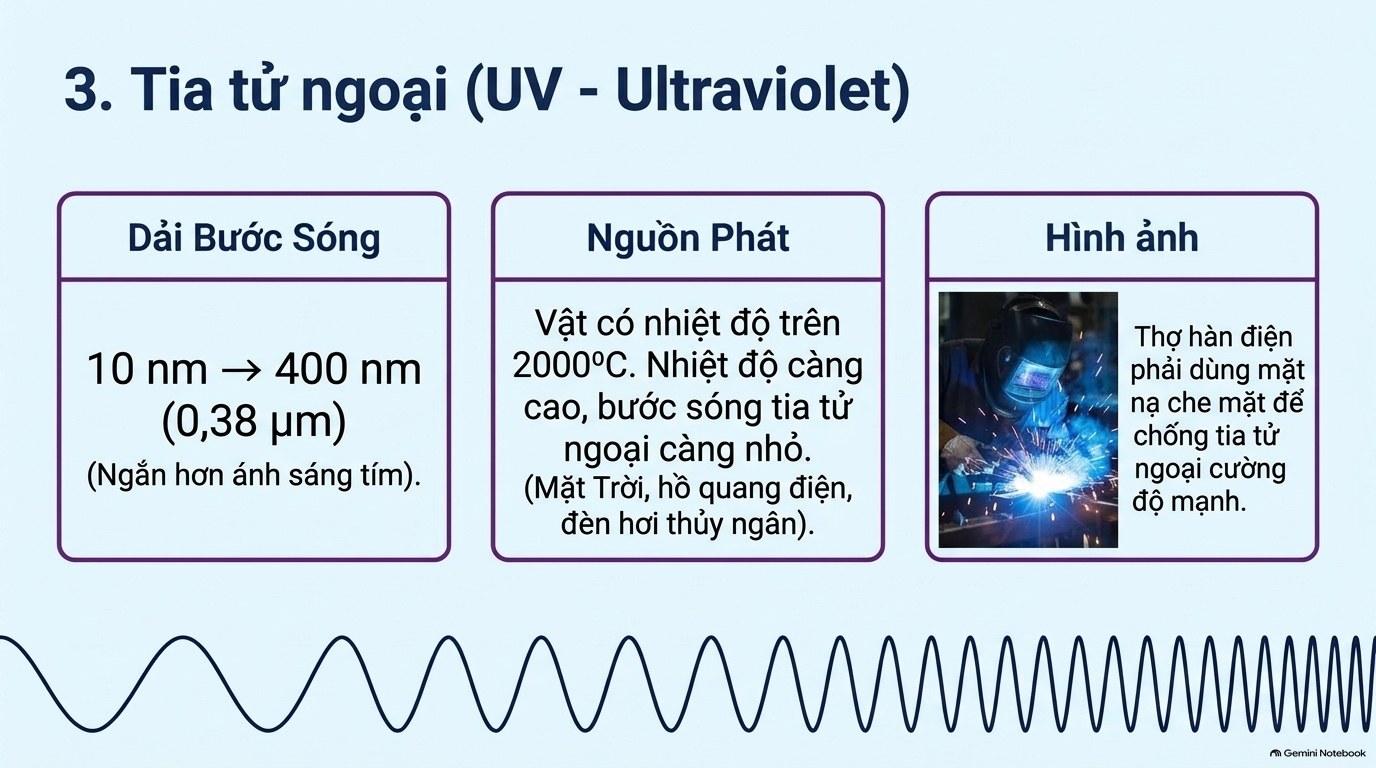 3. Tia tử ngoại (UV - Ultraviolet)
Dải Bước Sóng
10 nm → 400 nm
(0,38 µm)
(Ngắn hơn ánh sáng tím).
Nguồn Phát
Vật có nhiệt độ trên
2000⁰C. Nhiệt độ càng
cao, bước sóng tia tử
ngoại càng nhỏ.
(Mặt Trời, hồ quang điện,
đèn hơi thủy ngân).
Hình ảnh
Thợ hàn điện
phải dùng mặt
nạ che mặt để
chống tia tử
ngoại cường
độ mạnh.
Gemini Notebook